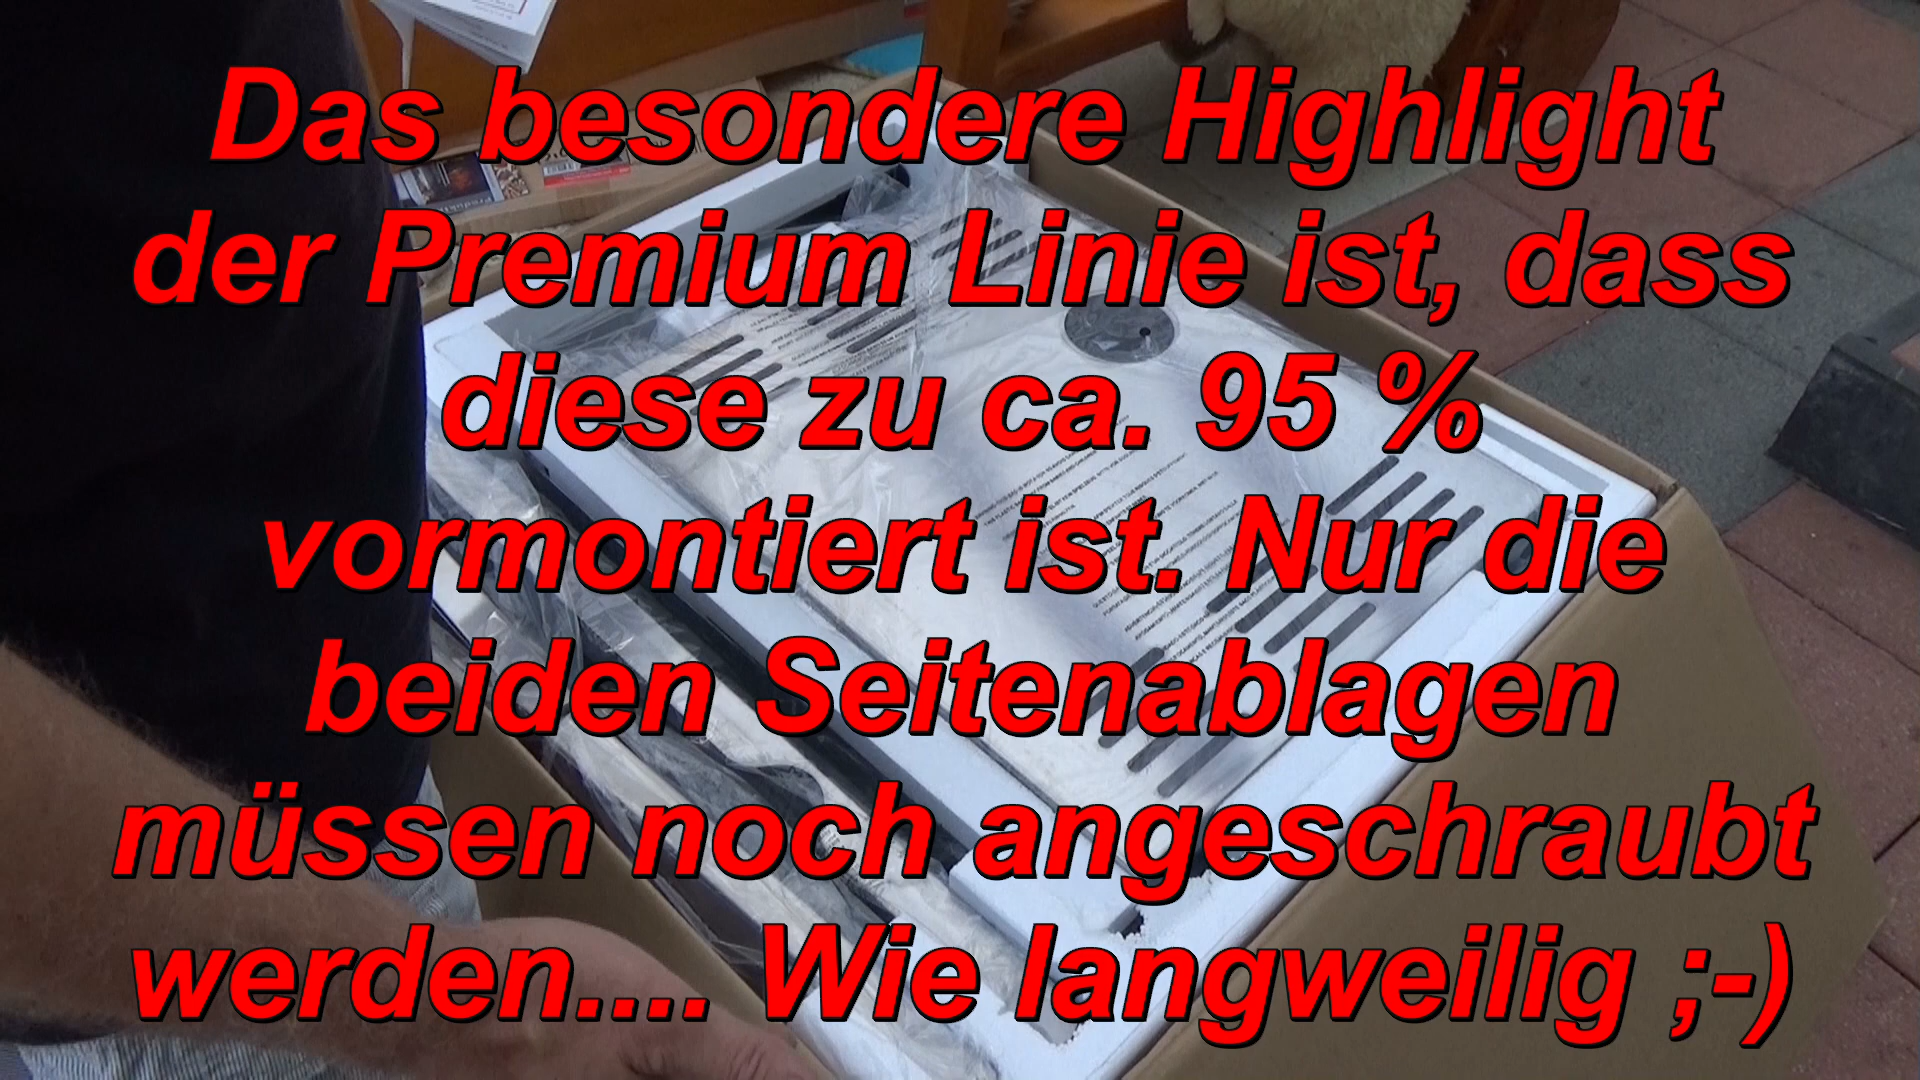 Das besondere Highlight
der Premium Linie ist, dass
diese zu ca. 95 %
vormontiert ist. Nur die
beiden Seitenablagen
müssen noch angeschraubt
werden.... Wie langweilig ;-)